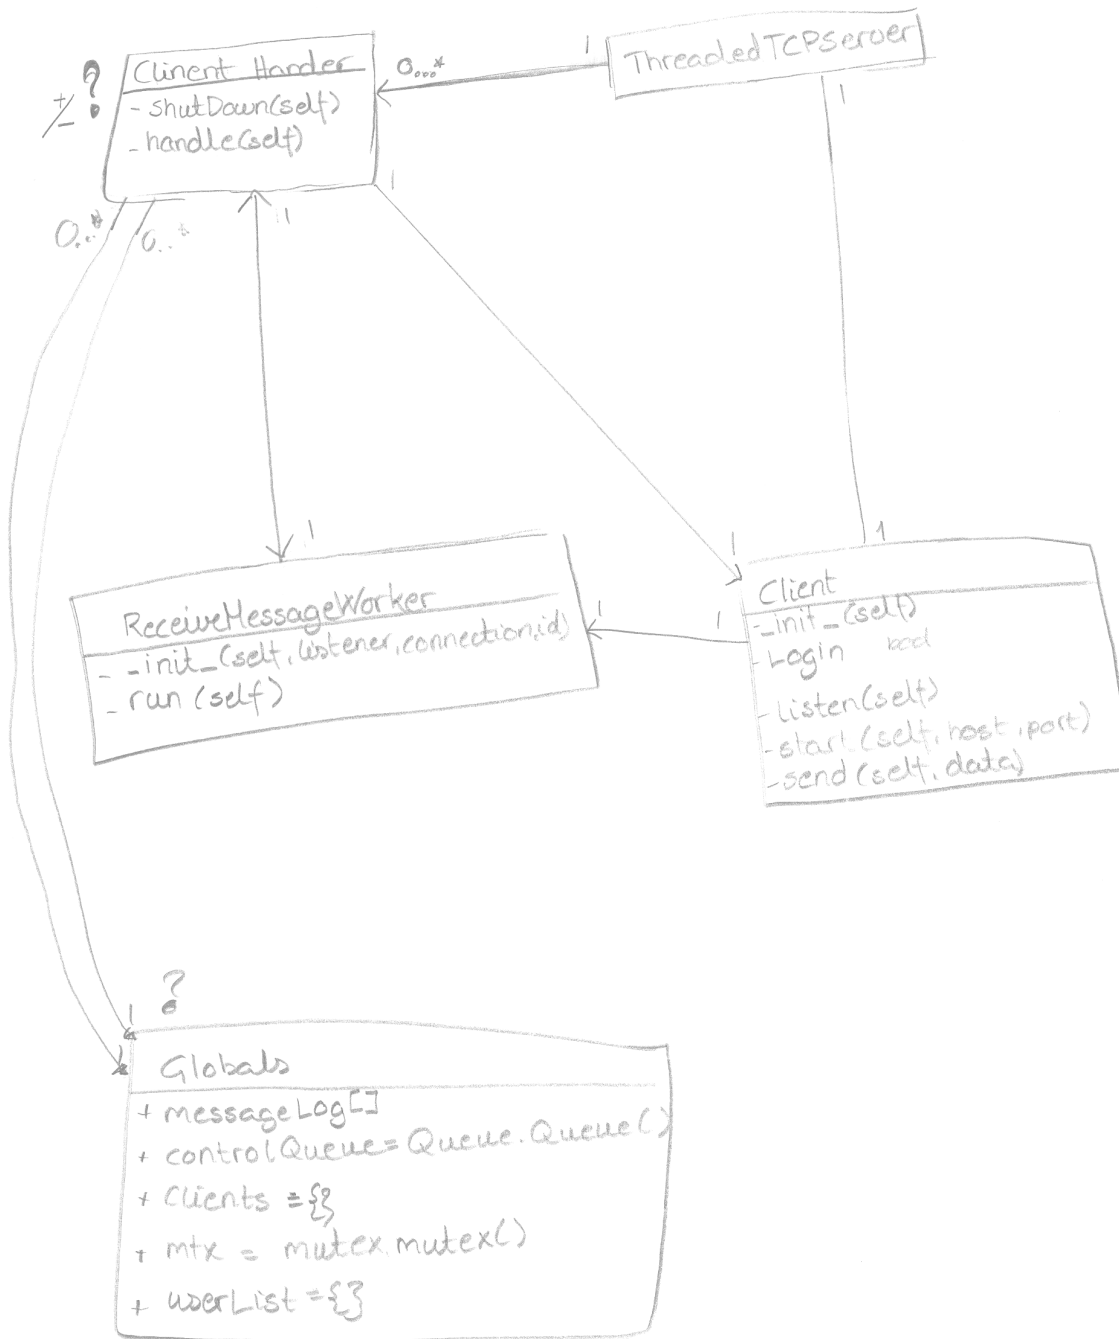 Clinent Hander
- shutDown(self)
- handle(self)
?
+/-
0...*
1
ThreadedTCPServer
1
0..*
0..*
1
1
1
ReceiveMessageWorker
- _init_(self, listener, connection, id)
- run (self)
1
1
1
1
Client
- _init_(self)
- Login
- listen(self)
- start(self, host, port)
- send(self, data)
?
1
1
Globals
+ messageLog[]
+ controlQueue=Queue.Queue()
+ Clients ={}
+ mtx = mutex.mutex()
+ userList={}